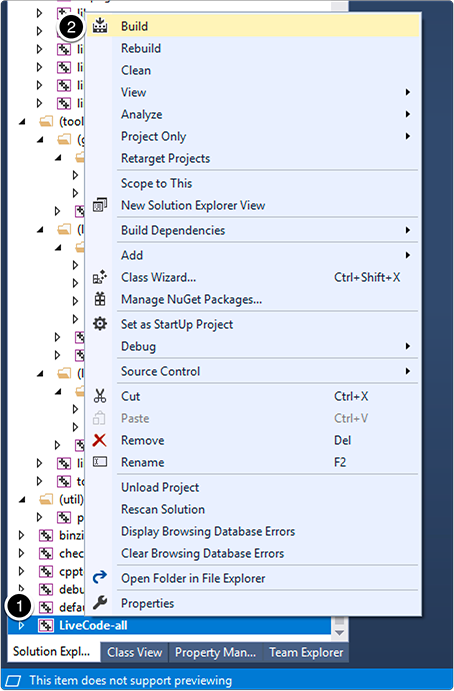 li
2
Build
li
Rebuild
li
Clean
li
View
li
Analyze
(tool
Project Only
(g
Retarget Projects
Scope to This
New Solution Explorer View
Build Dependencies
(l
Add
Class Wizard... Ctrl+Shift+X
Manage NuGet Packages...
Set as StartUp Project
Debug
Source Control
(l
Cut Ctrl+X
Paste Ctrl+V
Remove Del
li
Rename F2
to
Unload Project
(util)
Rescan Solution
p
Display Browsing Database Errors
binzi
Clear Browsing Database Errors
chec
cppt
Open Folder in File Explorer
debu
Properties
defau
1
LiveCode-all
Solution Expl... Class View Property Man... Team Explorer
This item does not support previewing